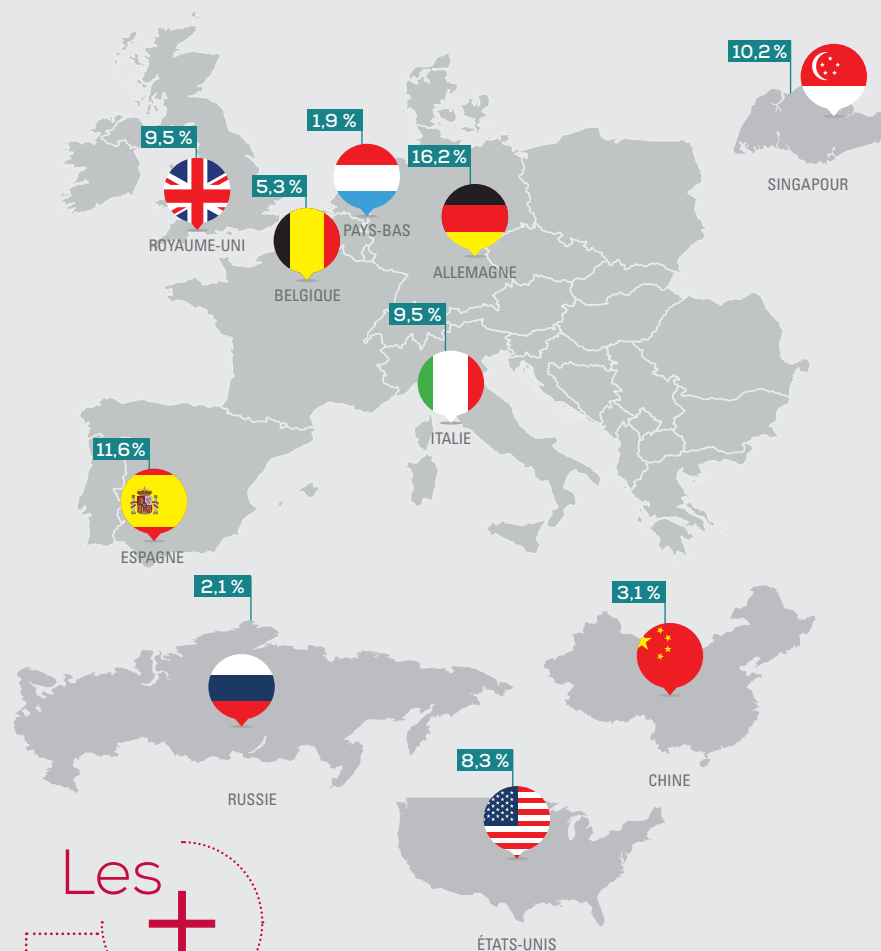 10,2 %
SINGAPOUR
1,9 %
9,5 %
16,2 %
5,3 %
PAYS-BAS
ROYAUME-UNI
ALLEMAGNE
BELGIQUE
9,5 %
ITALIE
11,6%
ESPAGNE
2,1 %
RUSSIE
3,1 %
CHINE
8,3 %
ÉTATS-UNIS
Les
+